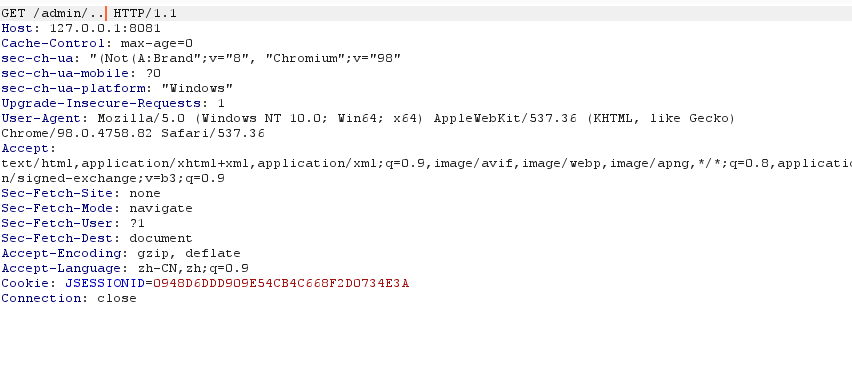 GET /admin/.. HTTP/1.1
Host: 127.0.0.1:8081
Cache-Control: max-age=0
sec-ch-ua: "(Not(A:Brand";v="8", "Chromium";v="98"
sec-ch-ua-mobile: ?0
sec-ch-ua-platform: "Windows"
Upgrade-Insecure-Requests: 1
User-Agent: Mozilla/5.0 (Windows NT 10.0; Win64; x64) AppleWebKit/537.36 (KHTML, like Gecko)
Chrome/98.0.4758.82 Safari/537.36
Accept:
text/html,application/xhtml+xml,application/xml;q=0.9,image/avif,image/webp,image/apng,*/*;q=0.8,applicatio
n/signed-exchange;v=b3;q=0.9
Sec-Fetch-Site: none
Sec-Fetch-Mode: navigate
Sec-Fetch-User: ?1
Sec-Fetch-Dest: document
Accept-Encoding: gzip, deflate
Accept-Language: zh-CN,zh;q=0.9
Cookie: JSESSIONID=0948D6DDD909E54CB4C668F2D0734E3A
Connection: close